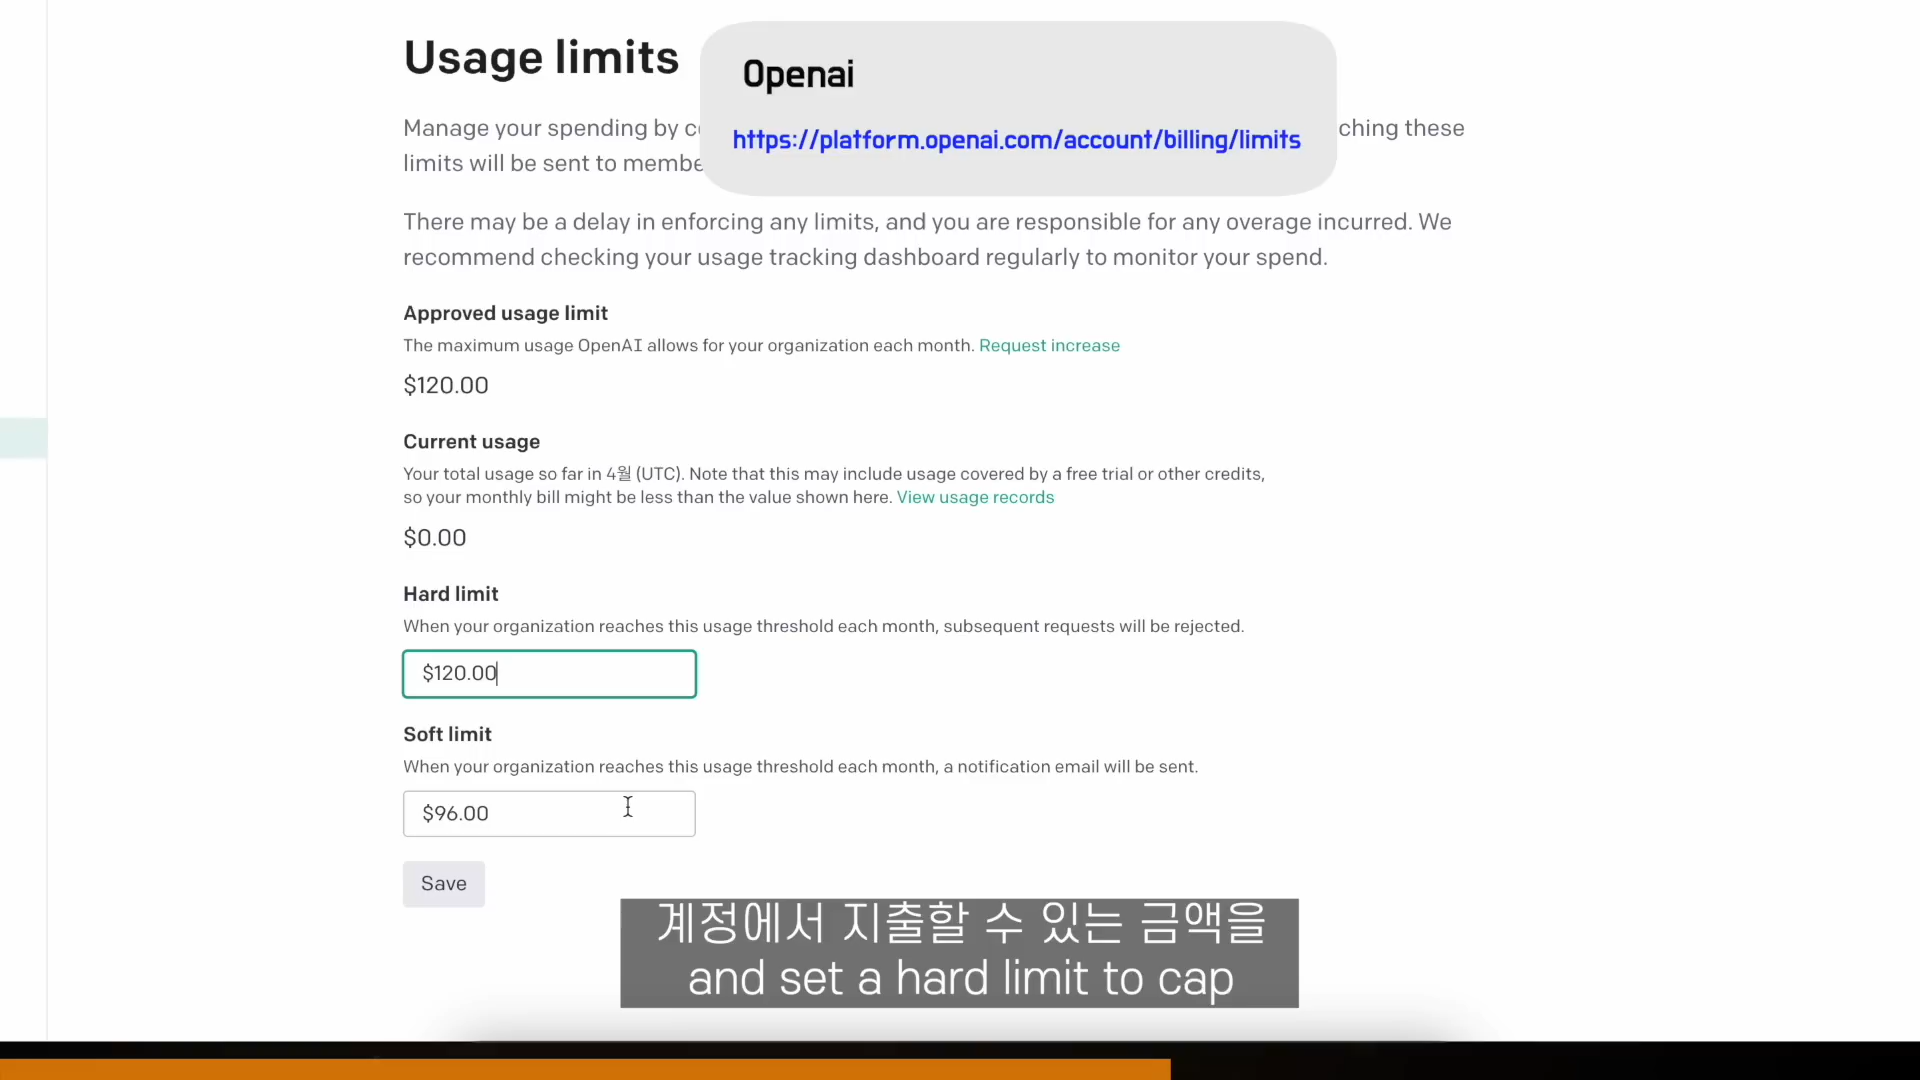 Usage limits
Openai
https://platform.openai.com/account/billing/limits
Manage your spending by c ching these
limits will be sent to membe
There may be a delay in enforcing any limits, and you are responsible for any overage incurred. We
recommend checking your usage tracking dashboard regularly to monitor your spend.
Approved usage limit
The maximum usage OpenAI allows for your organization each month. Request increase
$120.00
Current usage
Your total usage so far in 4월 (UTC). Note that this may include usage covered by a free trial or other credits,
so your monthly bill might be less than the value shown here. View usage records
$0.00
Hard limit
When your organization reaches this usage threshold each month, subsequent requests will be rejected.
$120.00
Soft limit
When your organization reaches this usage threshold each month, a notification email will be sent.
$96.00
Save
계정에서 지출할 수 있는 금액을
and set a hard limit to cap